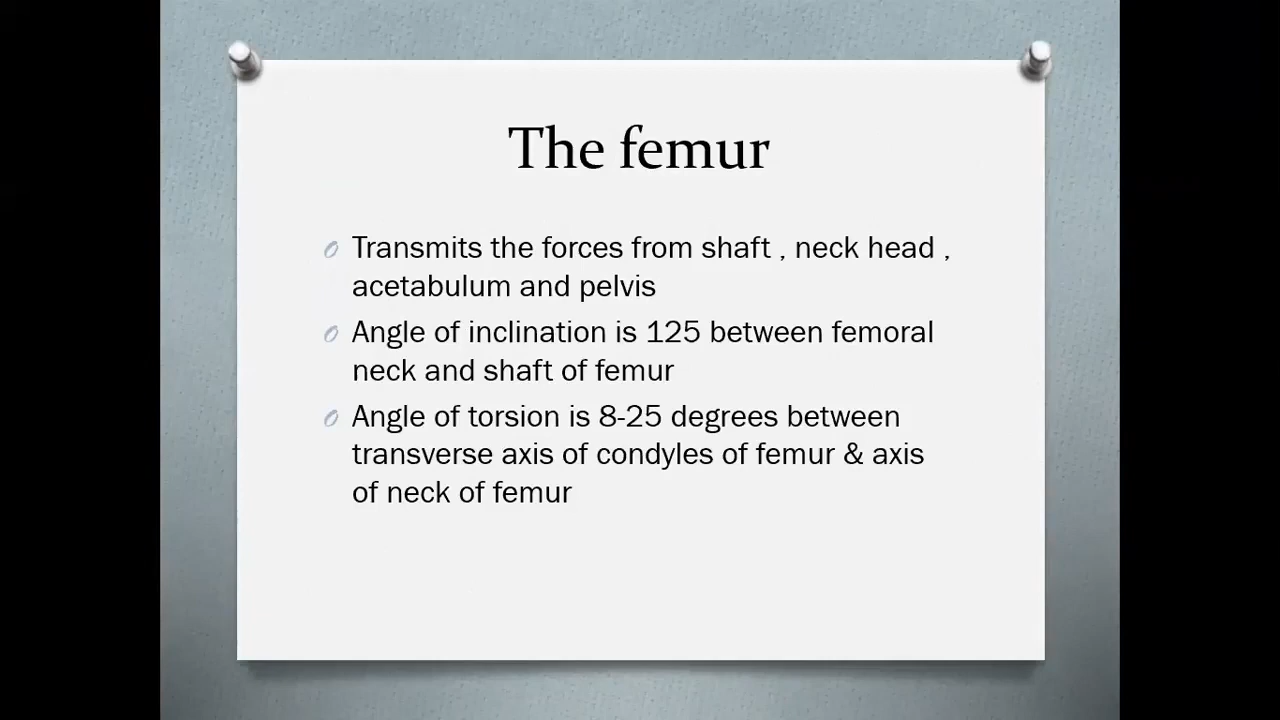 The femur
Transmits the forces from shaft , neck head ,
acetabulum and pelvis
Angle of inclination is 125 between femoral
neck and shaft of femur
Angle of torsion is 8-25 degrees between
transverse axis of condyles of femur & axis
of neck of femur